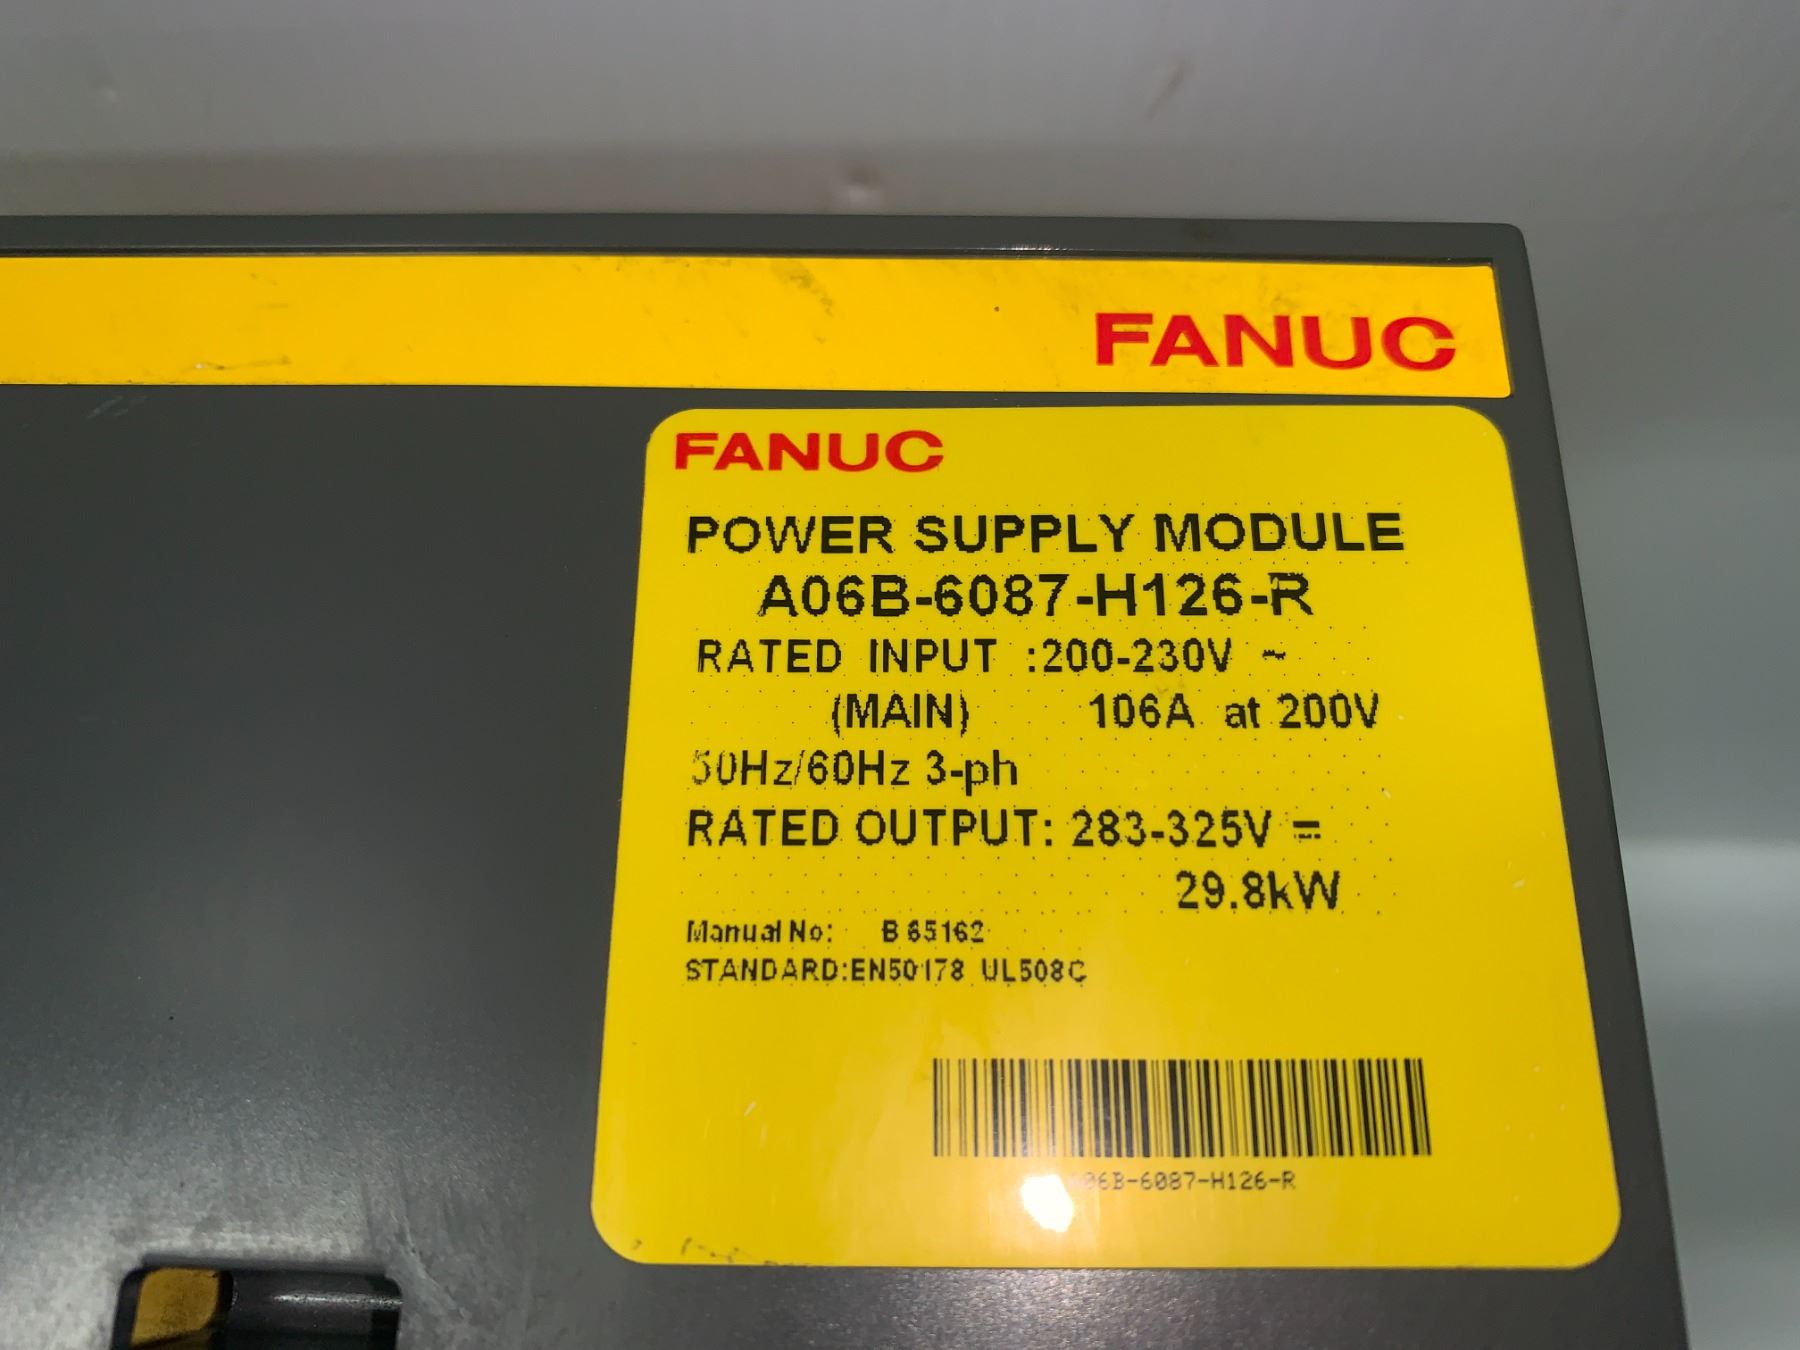 FANUC
FANUC
POWER SUPPLY MODULE
A06B-6087-H126-R
RATED INPUT :200-230V ~
(MAIN) 106A at 200V
50Hz/60Hz 3-ph
RATED OUTPUT: 283-325V ⎓
29.8kW
Manual No: B 65162
STANDARD:EN50178 UL508C
06B-6087-H126-R